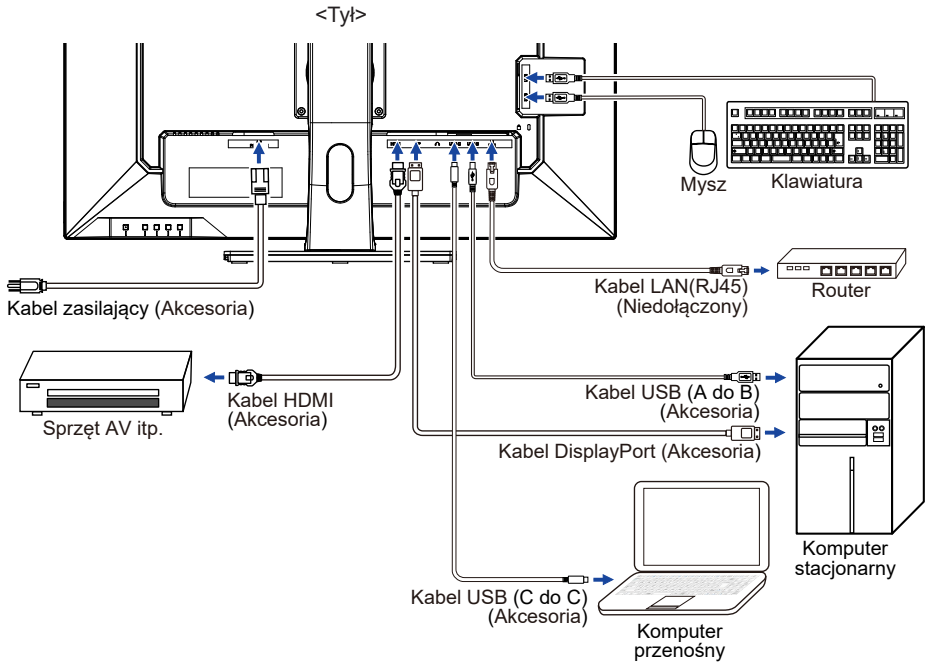 <Tył>
Mysz
Klawiatura
Kabel LAN(RJ45)
(Niedołączony)
Router
Kabel zasilający (Akcesoria)
Kabel HDMI
(Akcesoria)
Sprzęt AV itp.
Kabel USB (A do B)
(Akcesoria)
Kabel DisplayPort (Akcesoria)
Komputer
stacjonarny
Kabel USB (C do C)
(Akcesoria)
Komputer
przenośny